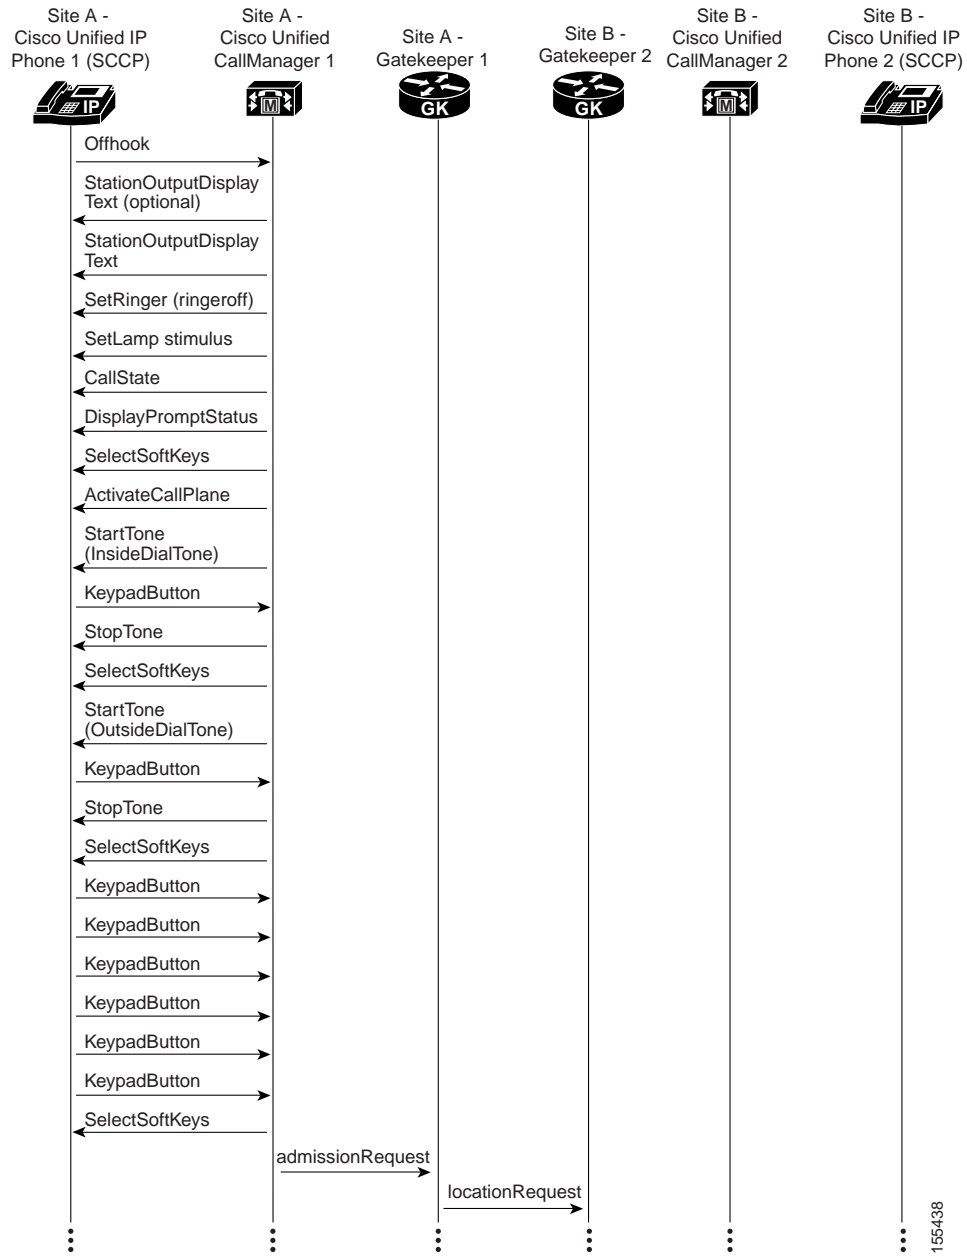 Site A -
Cisco Unified IP
Phone 1 (SCCP)
Site A -
Cisco Unified
CallManager 1
Site A -
Gatekeeper 1
Site B -
Gatekeeper 2
Site B -
Cisco Unified
CallManager 2
Site B -
Cisco Unified IP
Phone 2 (SCCP)
IP
M
GK
GK
M
IP
Offhook
StationOutputDisplay
Text (optional)
StationOutputDisplay
Text
SetRinger (ringeroff)
SetLamp stimulus
CallState
DisplayPromptStatus
SelectSoftKeys
ActivateCallPlane
StartTone
(InsideDialTone)
KeypadButton
StopTone
SelectSoftKeys
StartTone
(OutsideDialTone)
KeypadButton
StopTone
SelectSoftKeys
KeypadButton
KeypadButton
KeypadButton
KeypadButton
KeypadButton
KeypadButton
SelectSoftKeys
admissionRequest
locationRequest
155438